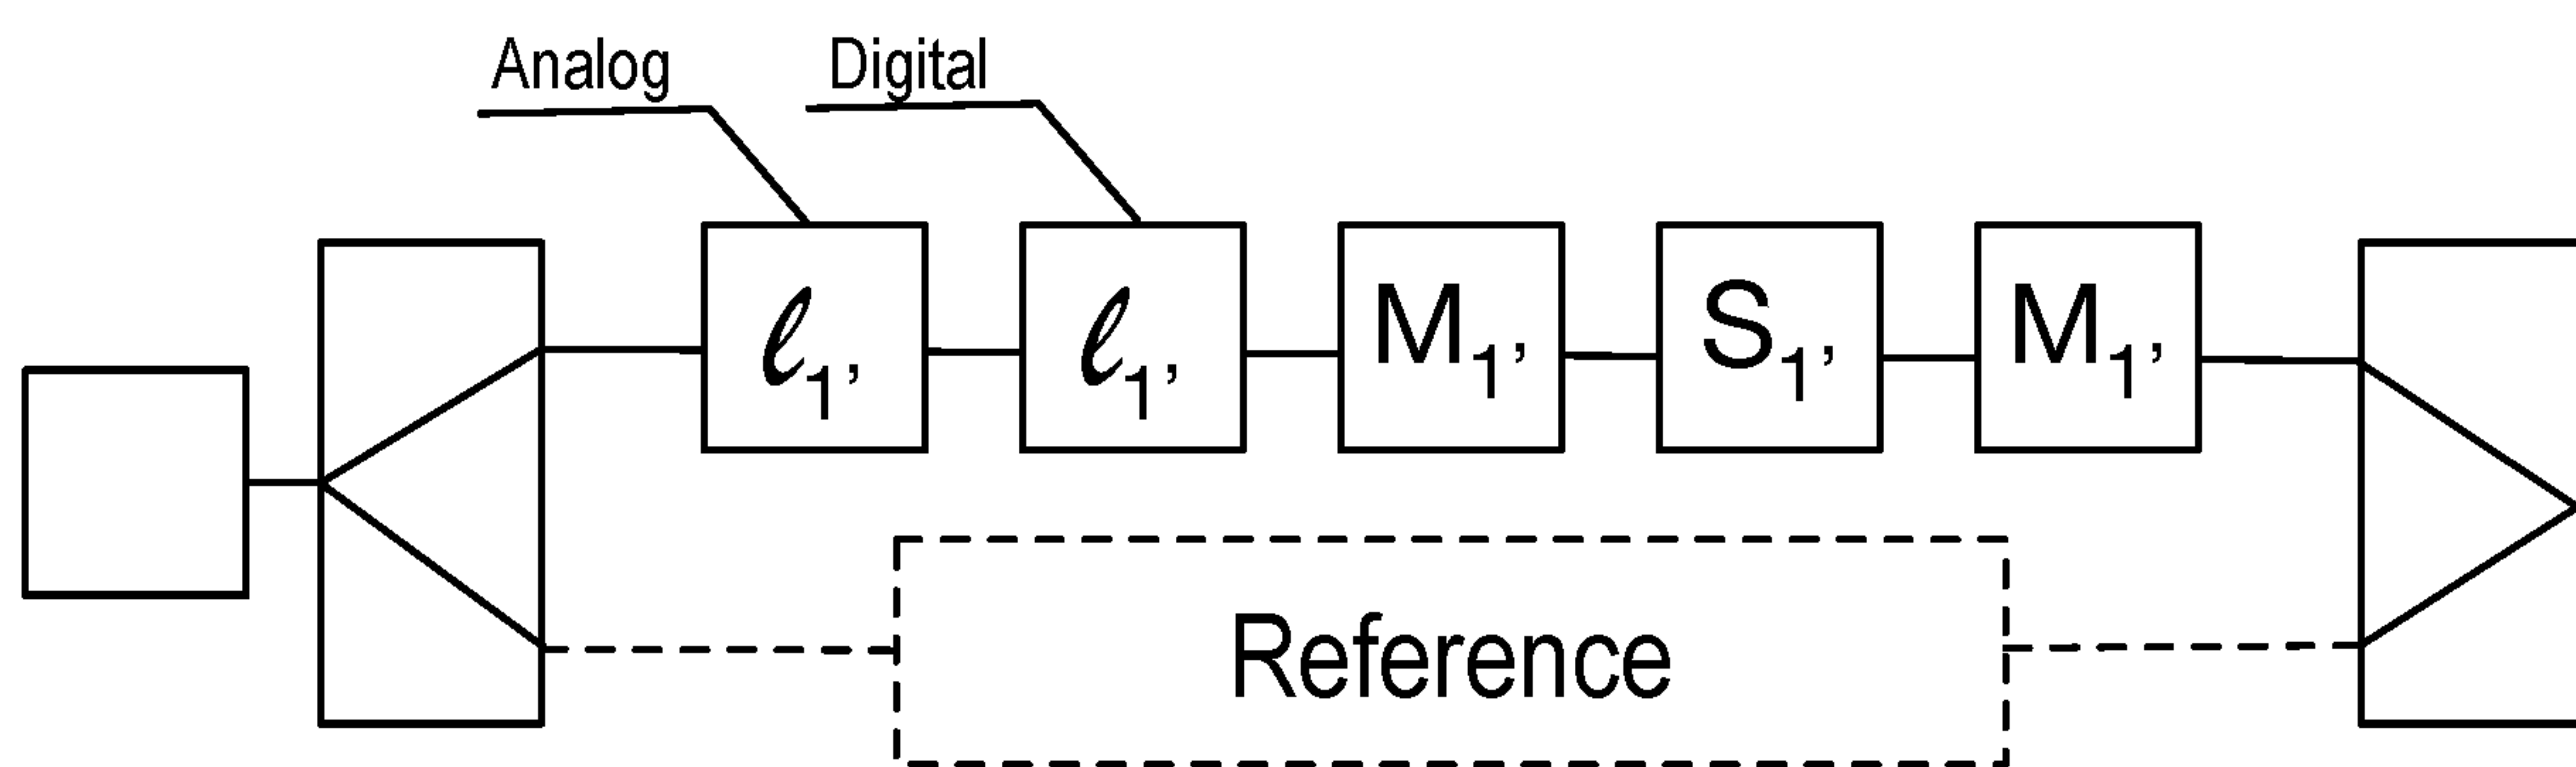 Analog Digital
ℓ₁, ℓ₁, M₁, S₁, M₁,
Reference